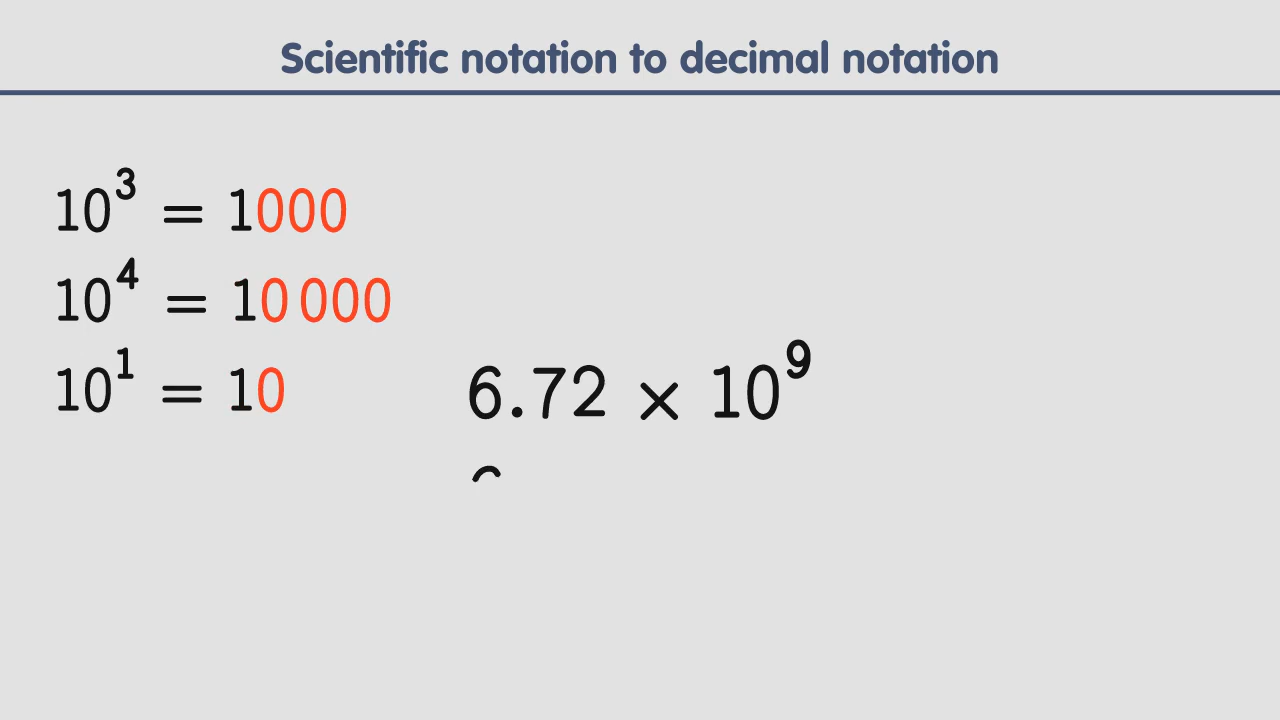 Scientific notation to decimal notation
10³ = 1000
10⁴ = 10 000
10¹ = 10
6.72 × 10⁹